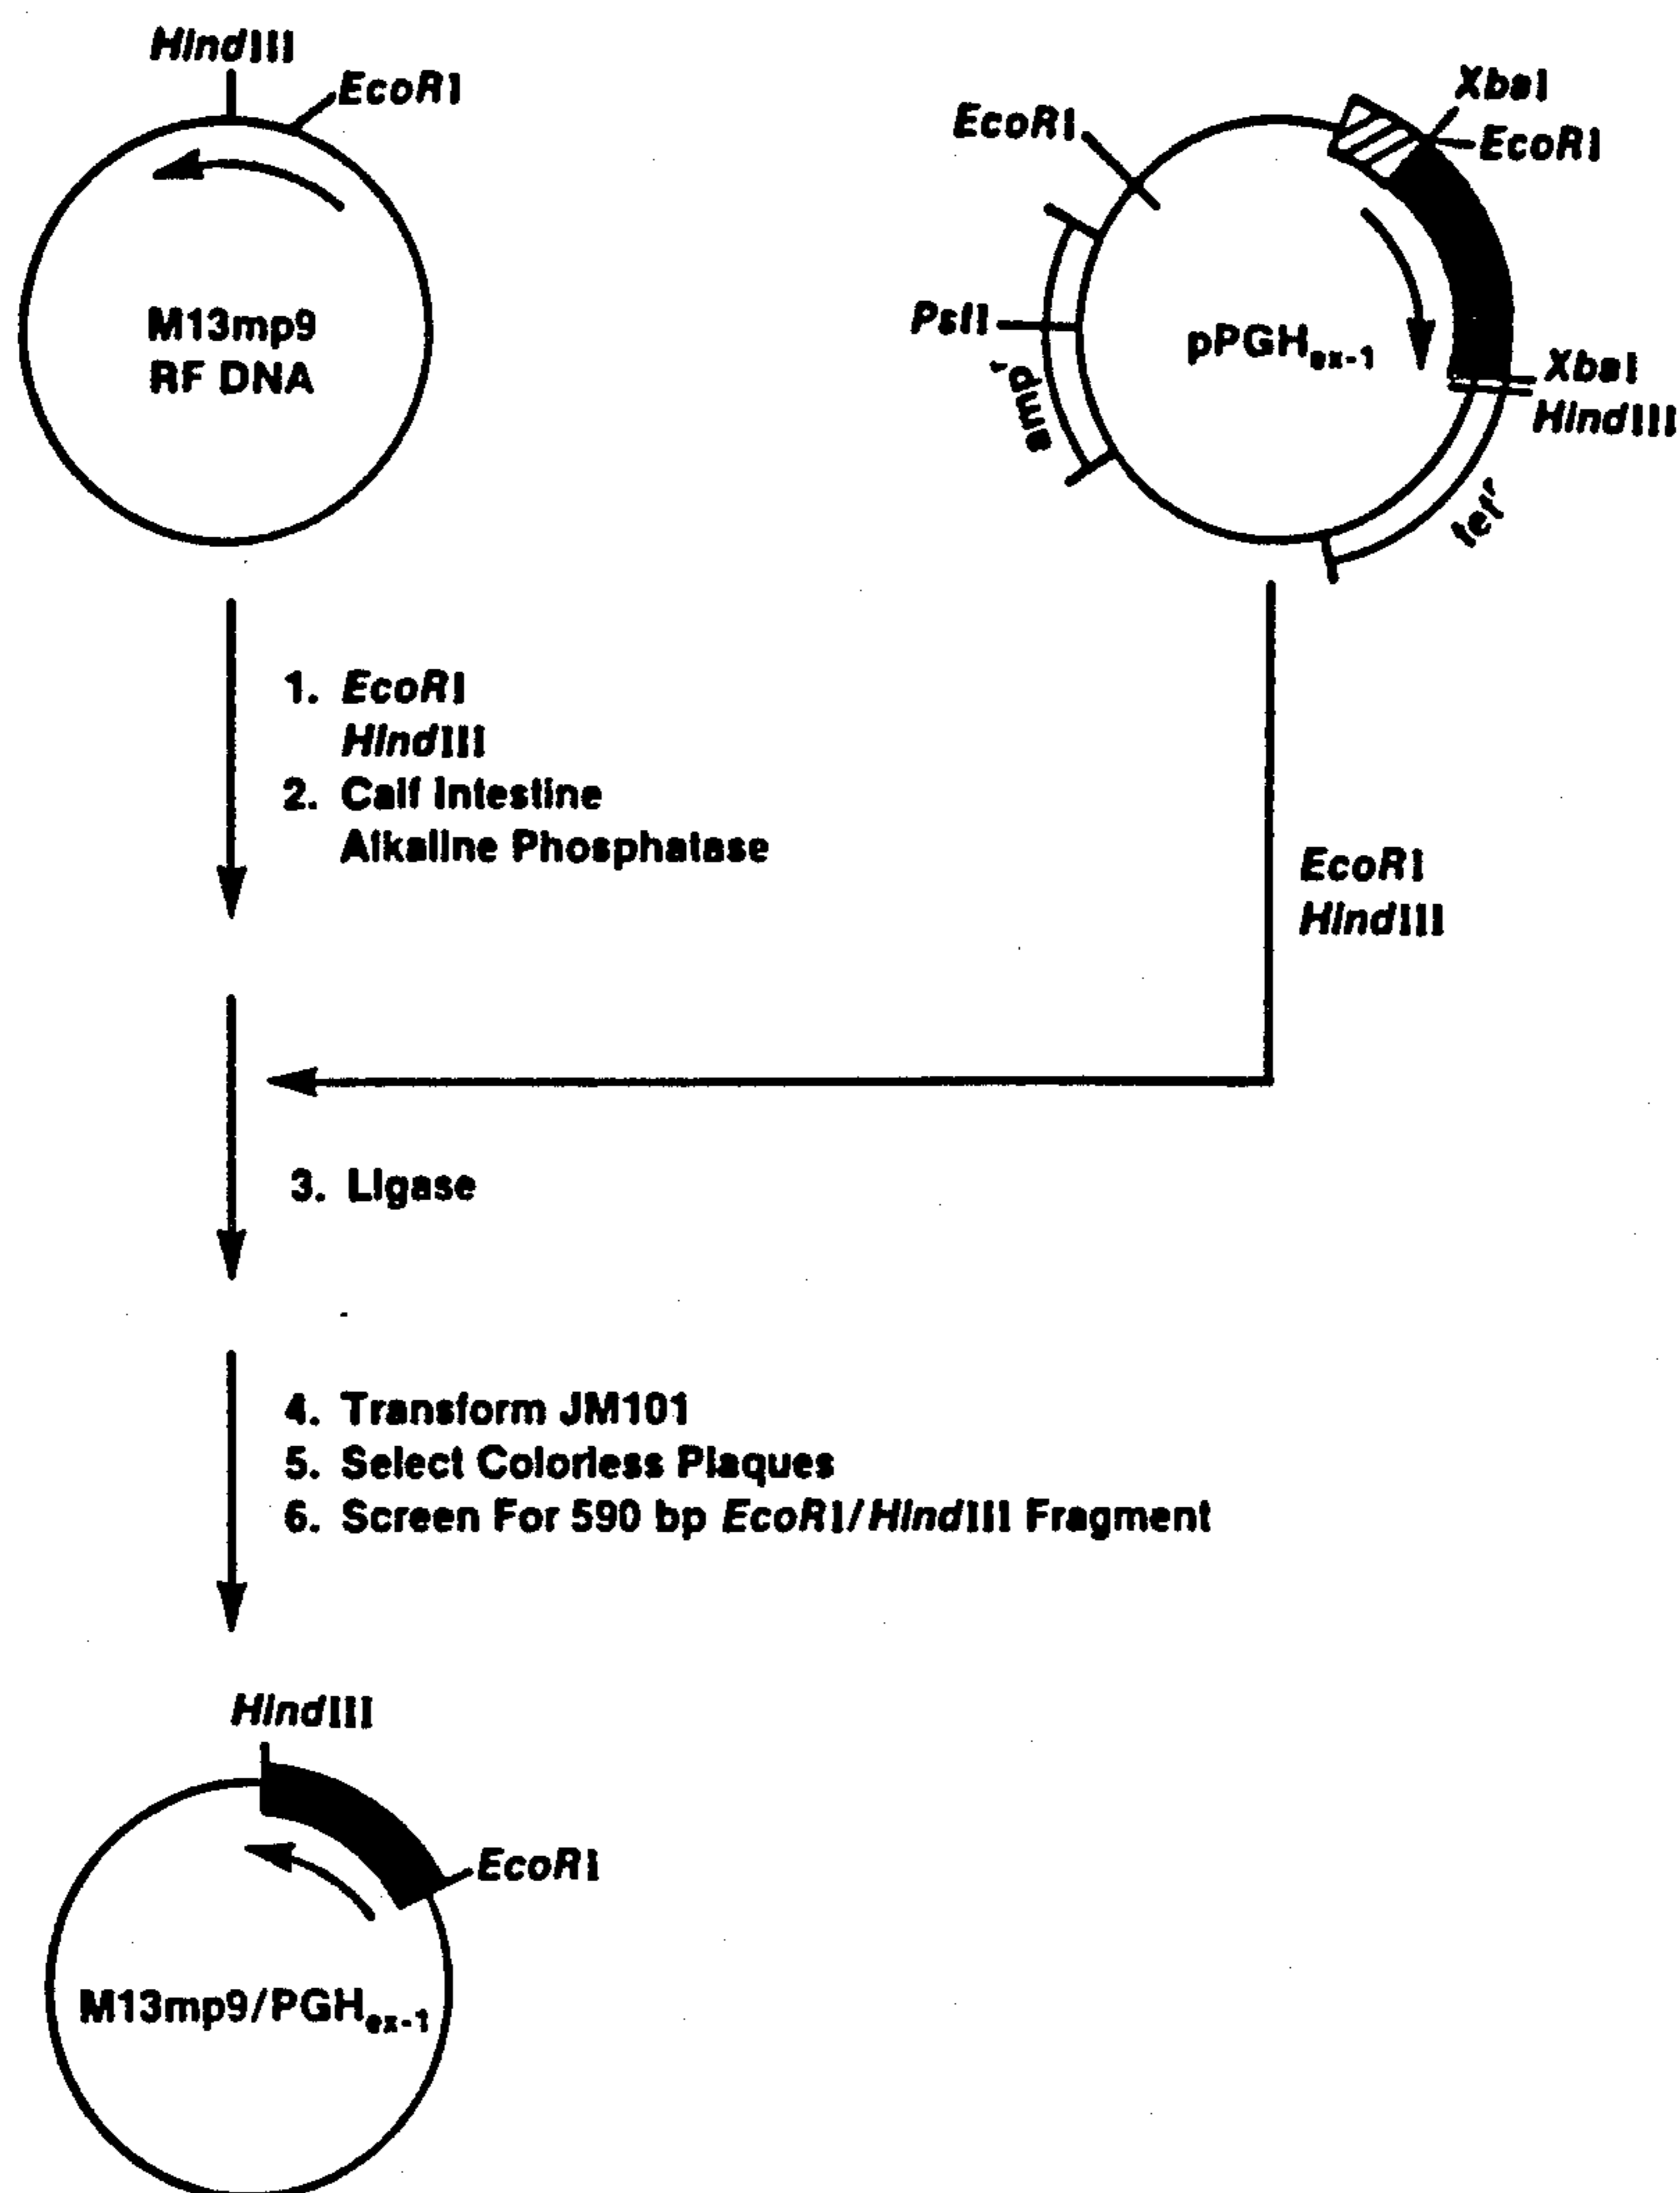 HindIII
EcoRI
M13mp9
RF DNA
EcoRI
XbaI
EcoRI
PstI
amp^r
pPGH_ex-1
XbaI
HindIII
tet^r
1. EcoRI
HindIII
2. Calf Intestine
Alkaline Phosphatase
EcoRI
HindIII
3. Ligase
4. Transform JM101
5. Select Colorless Plaques
6. Screen For 590 bp EcoRI/HindIII Fragment
HindIII
EcoRI
M13mp9/PGH_ex-1